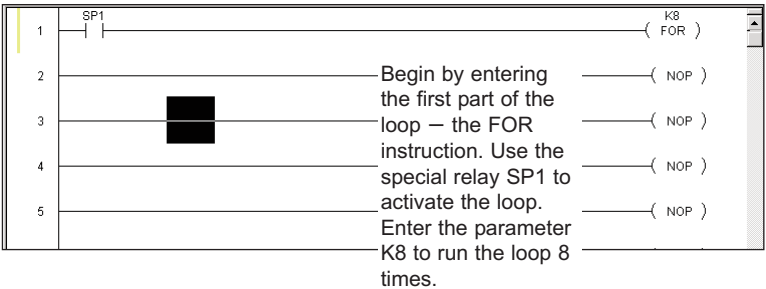 SP1
K8
1
( FOR )
2
( NOP )
3
( NOP )
4
( NOP )
5
( NOP )
Begin by entering
the first part of the
loop — the FOR
instruction. Use the
special relay SP1 to
activate the loop.
Enter the parameter
K8 to run the loop 8
times.